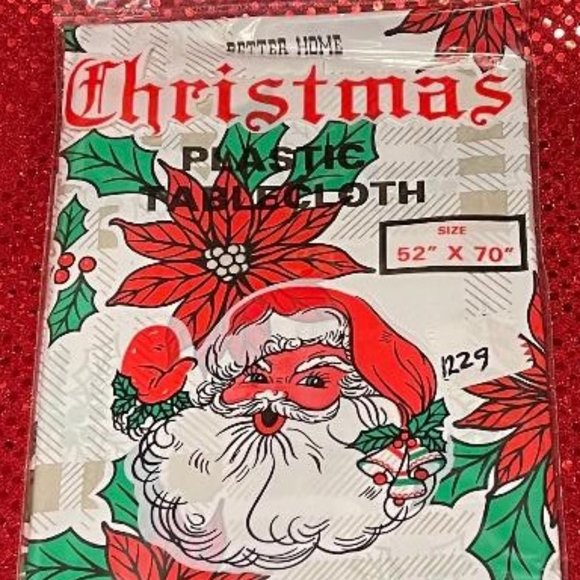 BETTER HOME
Christmas
PLASTIC
TABLECLOTH
SIZE
52" X 70"
1229